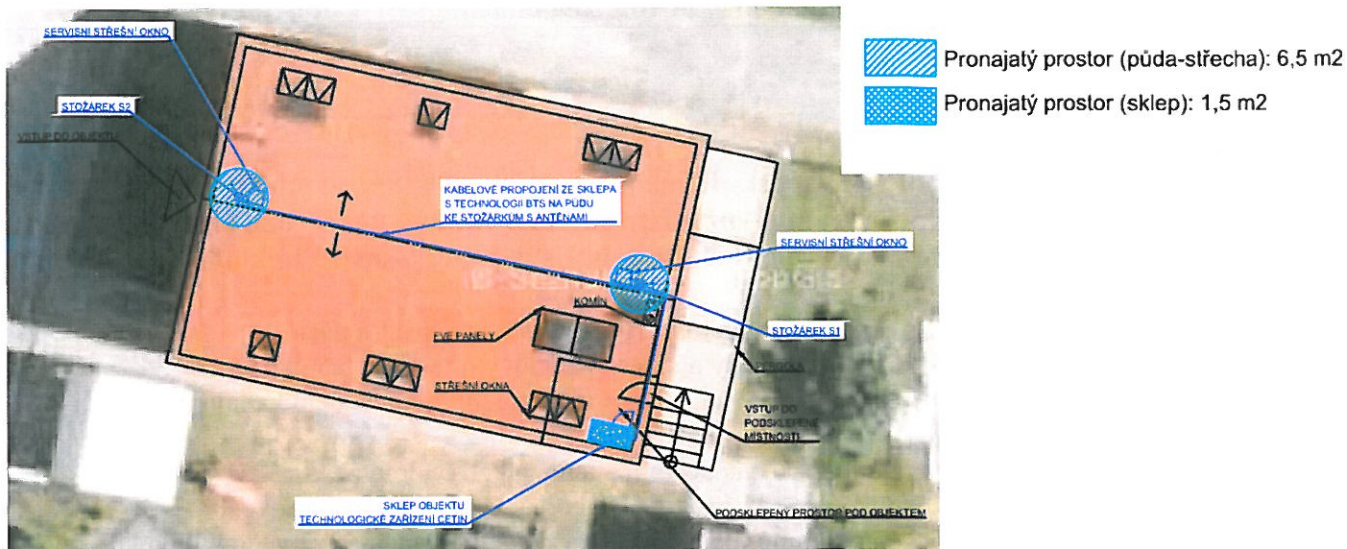 SERVISNÍ STŘEŠNÍ OKNO
STOŽÁREK S2
VSTUP DO OBJEKTU
KABELOVÉ PROPOJENÍ ZE SKLEPA
S TECHNOLOGIÍ BTS NA PŮDU
KE STOŽÁRKŮM S ANTÉNAMI
SERVISNÍ STŘEŠNÍ OKNO
KOMÍN
STOŽÁREK S1
FVE PANELY
PERGOLA
STŘEŠNÍ OKNA
VSTUP DO
PODSKLEPENÉ
MÍSTNOSTI
SKLEP OBJEKTU
TECHNOLOGICKÉ ZAŘÍZENÍ CETIN
PODSKLEPENÝ PROSTOR POD OBJEKTEM
Pronajatý prostor (půda-střecha): 6,5 m2
Pronajatý prostor (sklep): 1,5 m2